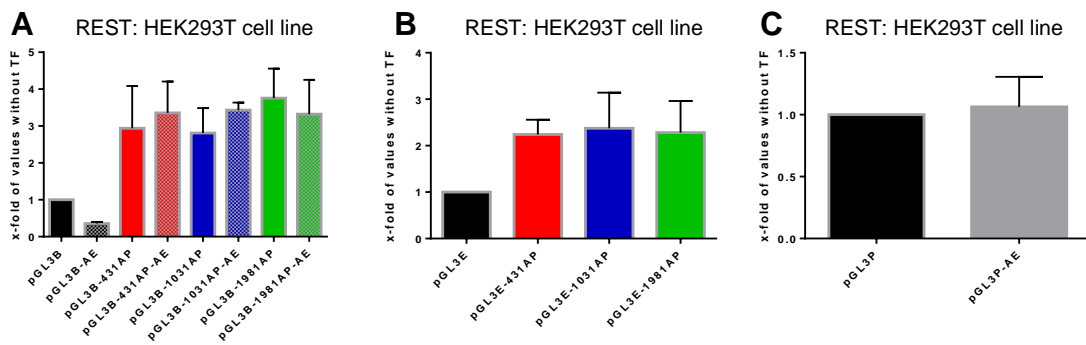 A REST: HEK293T cell line
x-fold of values without TF
5
4
3
2
1
0
pGL3B
pGL3B-AE
pGL3B-431AP
pGL3B-431AP-AE
pGL3B-1031AP
pGL3B-1031AP-AE
pGL3B-1981AP
pGL3B-1981AP-AE
B REST: HEK293T cell line
x-fold of values without TF
4
3
2
1
0
pGL3E
pGL3E-431AP
pGL3E-1031AP
pGL3E-1981AP
C REST: HEK293T cell line
x-fold of values without TF
1.5
1.0
0.5
0.0
pGL3P
pGL3P-AE